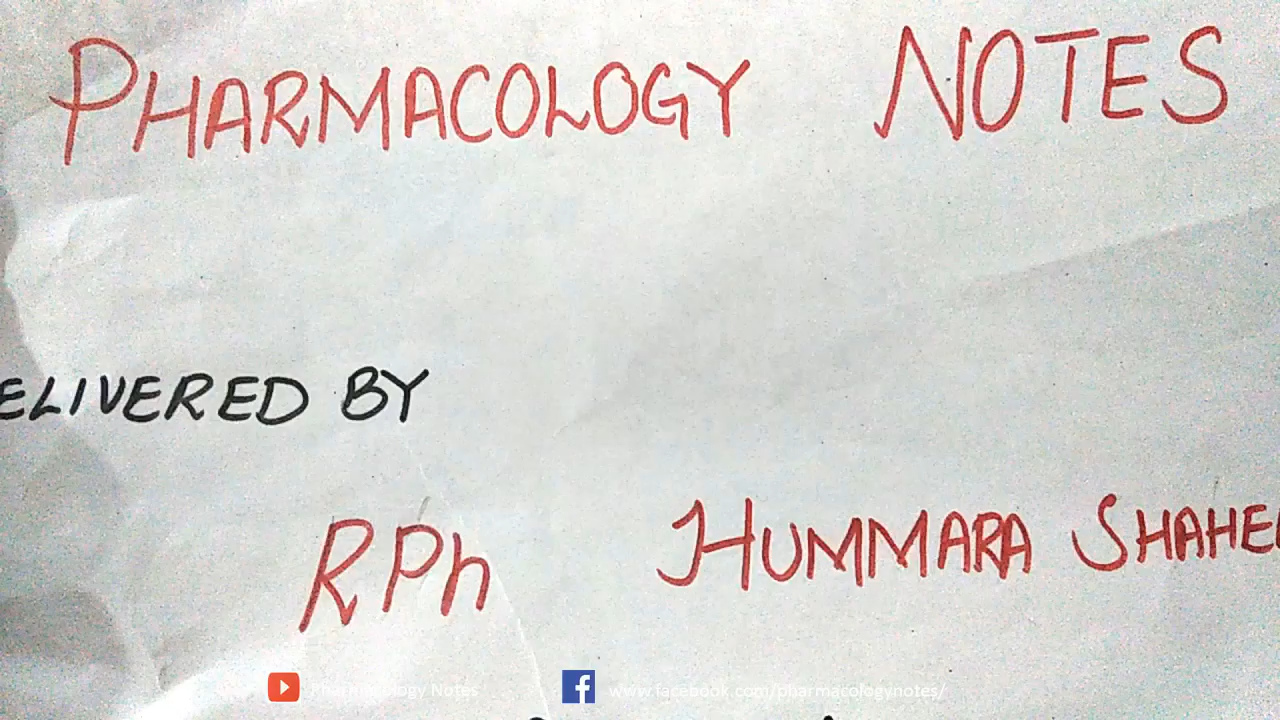 PHARMACOLOGY NOTES
ELIVERED BY
RPh HUMMARA SHAHE
Pharmacology Notes www.facebook.com/pharmacologynotes/